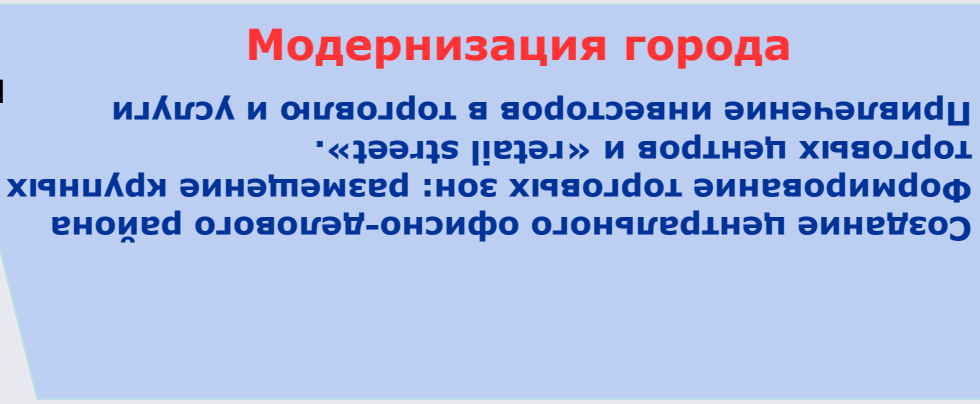 Модернизация города
Создание центрального офисно-делового района
Формирование торговых зон: размещение крупных
торговых центров и « retail street».
Привлечение инвесторов в торговлю и услуги